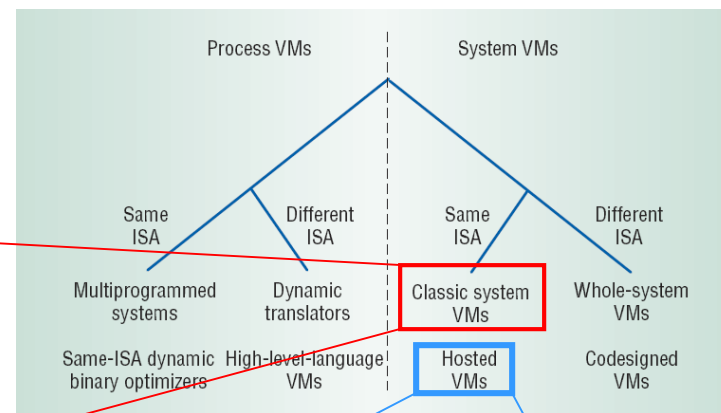 Process VMs
System VMs
Same
ISA
Different
ISA
Same
ISA
Different
ISA
Multiprogrammed
systems
Dynamic
translators
Classic system
VMs
Whole-system
VMs
Same-ISA dynamic
binary optimizers
High-level-language
VMs
Hosted
VMs
Codesigned
VMs